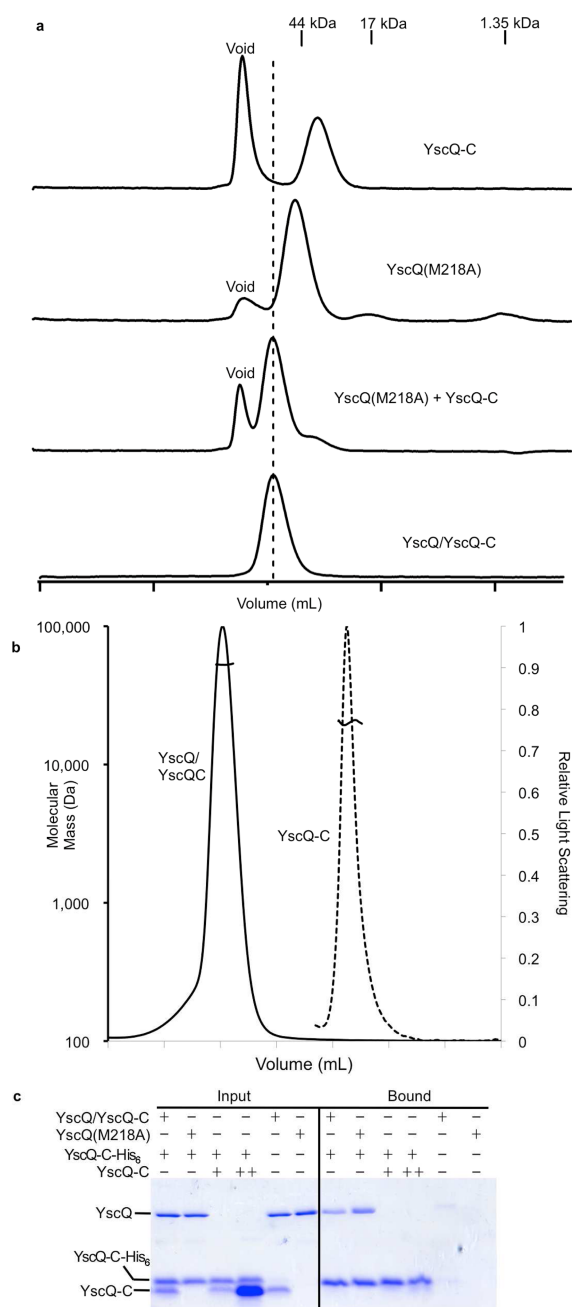 a
44 kDa 17 kDa 1.35 kDa
Void
YscQ-C
YscQ(M218A)
Void
Void
YscQ(M218A) + YscQ-C
YscQ/YscQ-C
Volume (mL)
b
100,000
10,000
1,000
100
Molecular
Mass (Da)
YscQ/
YscQC
YscQ-C
1
0.9
0.8
0.7
0.6
0.5
0.4
0.3
0.2
0.1
0
Relative Light Scattering
Volume (mL)
c
Input Bound
YscQ/YscQ-C + − − − + − + − − − + −
YscQ(M218A) − + − − − + − + − − − +
YscQ-C-His6 + + + + − − + + + + − −
YscQ-C − − + ++ − − − − + ++ − −
YscQ
YscQ-C-His6
YscQ-C